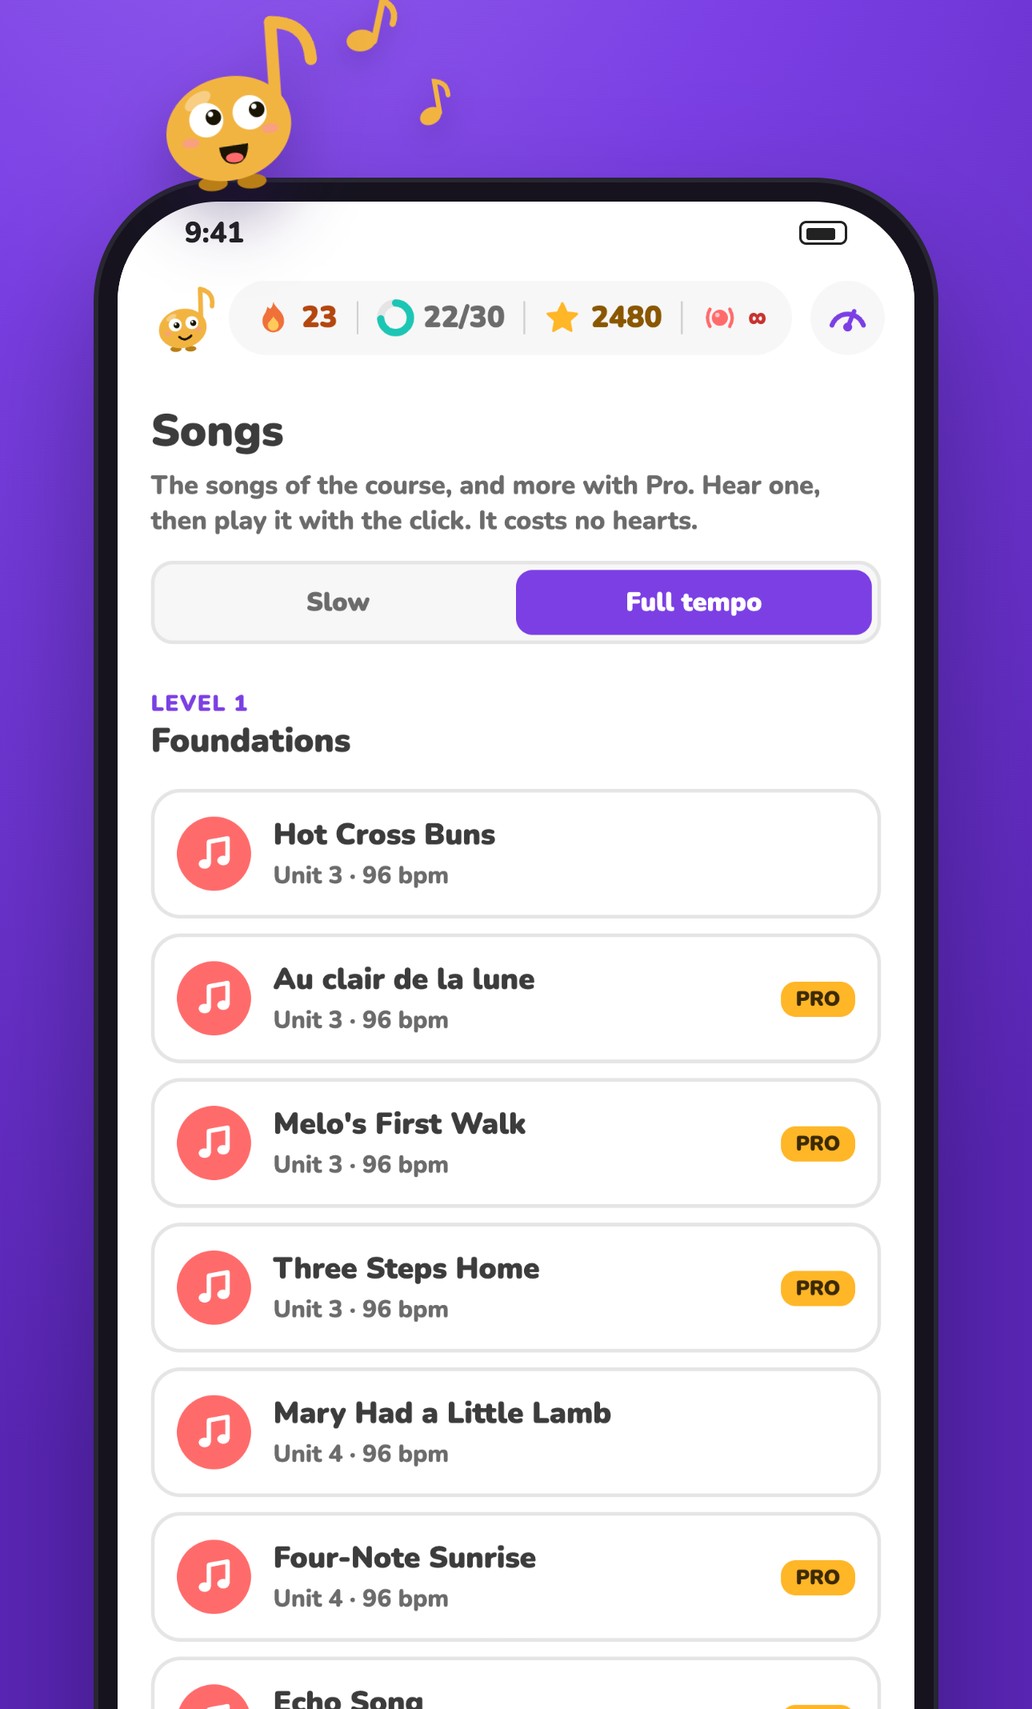 9:41
23
22/30
2480
∞
Songs
The songs of the course, and more with Pro. Hear one,
then play it with the click. It costs no hearts.
Slow
Full tempo
LEVEL 1
Foundations
Hot Cross Buns
Unit 3 · 96 bpm
Au clair de la lune
Unit 3 · 96 bpm
PRO
Melo's First Walk
Unit 3 · 96 bpm
PRO
Three Steps Home
Unit 3 · 96 bpm
PRO
Mary Had a Little Lamb
Unit 4 · 96 bpm
Four-Note Sunrise
Unit 4 · 96 bpm
PRO
Echo Song